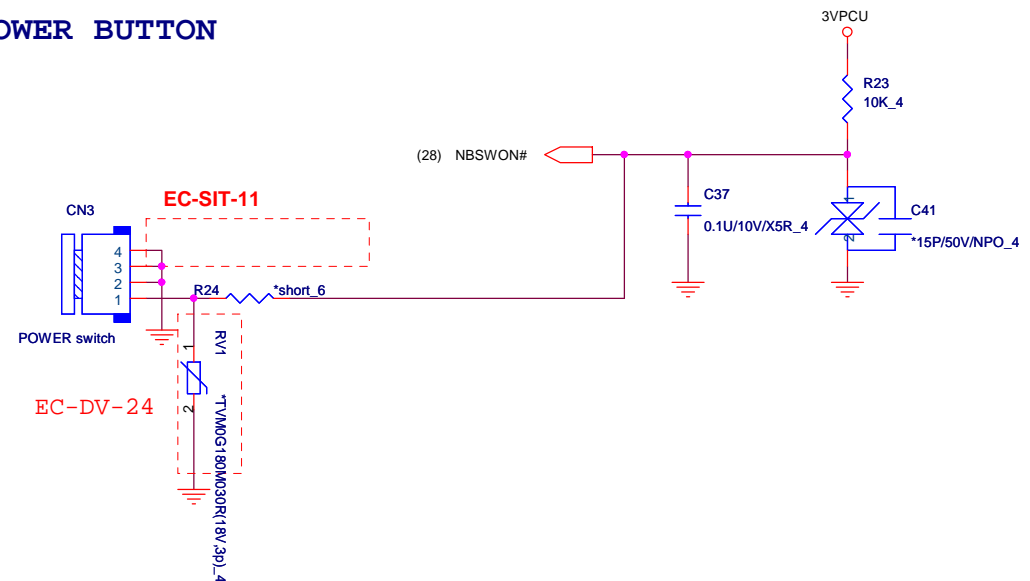 OWER BUTTON
3VPCU
R23
10K_4
(28) NBSWON#
EC-SIT-11
CN3
C37
0.1U/10V/X5R_4
1
2
C41
*15P/50V/NPO_4
4
3
2
1
R24
*short_6
POWER switch
1
2
RV1
*TVM0G180M030R(18V,3p)_4
EC-DV-24